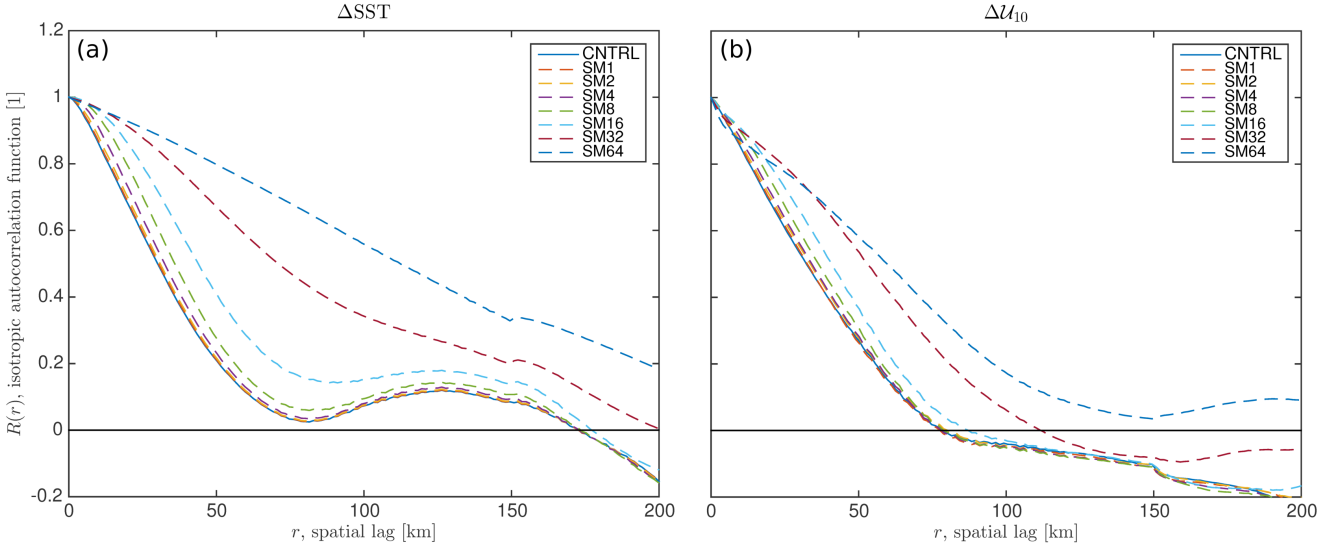 ΔSST
(a)
CNTRL
SM1
SM2
SM4
SM8
SM16
SM32
SM64
R(r), isotropic autocorrelation function [1]
1.2
1
0.8
0.6
0.4
0.2
0
-0.2
0 50 100 150 200
r, spatial lag [km]
Δ𝒰₁₀
(b)
CNTRL
SM1
SM2
SM4
SM8
SM16
SM32
SM64
0 50 100 150 200
r, spatial lag [km]